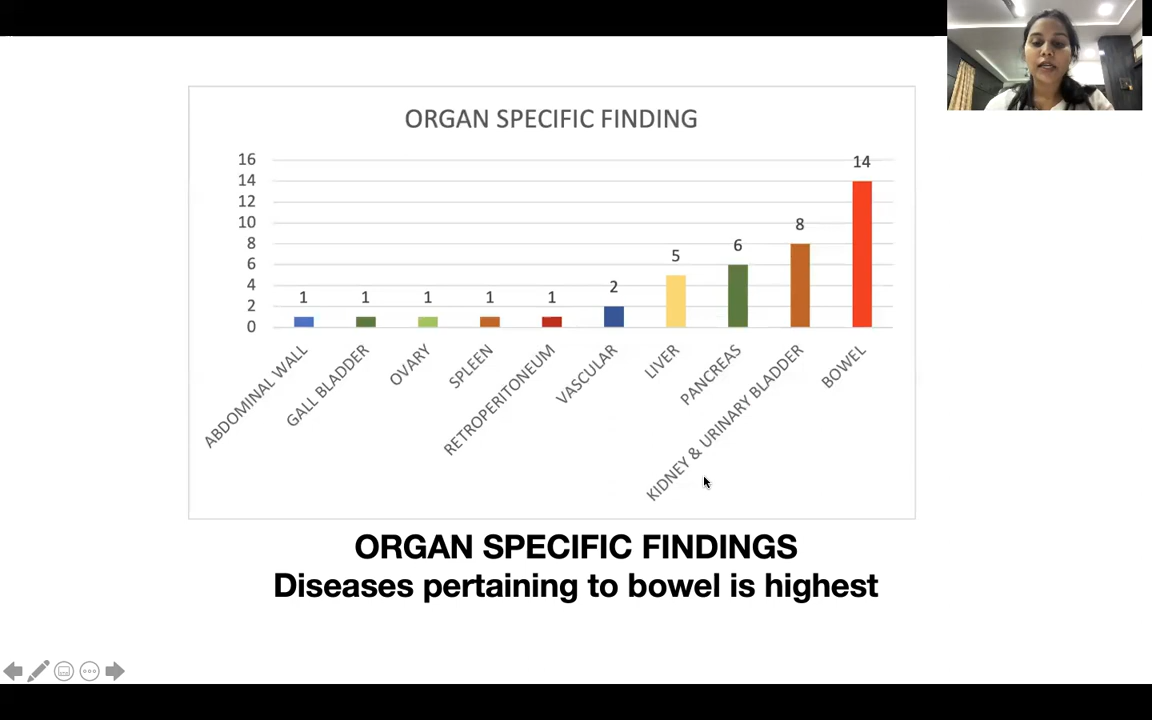 ORGAN SPECIFIC FINDING
16
14
12
10
8
6
4
2
0
1
1
1
1
1
2
5
6
8
14
ABDOMINAL WALL
GALL BLADDER
OVARY
SPLEEN
RETROPERITONEUM
VASCULAR
LIVER
PANCREAS
KIDNEY & URINARY BLADDER
BOWEL
ORGAN SPECIFIC FINDINGS
Diseases pertaining to bowel is highest